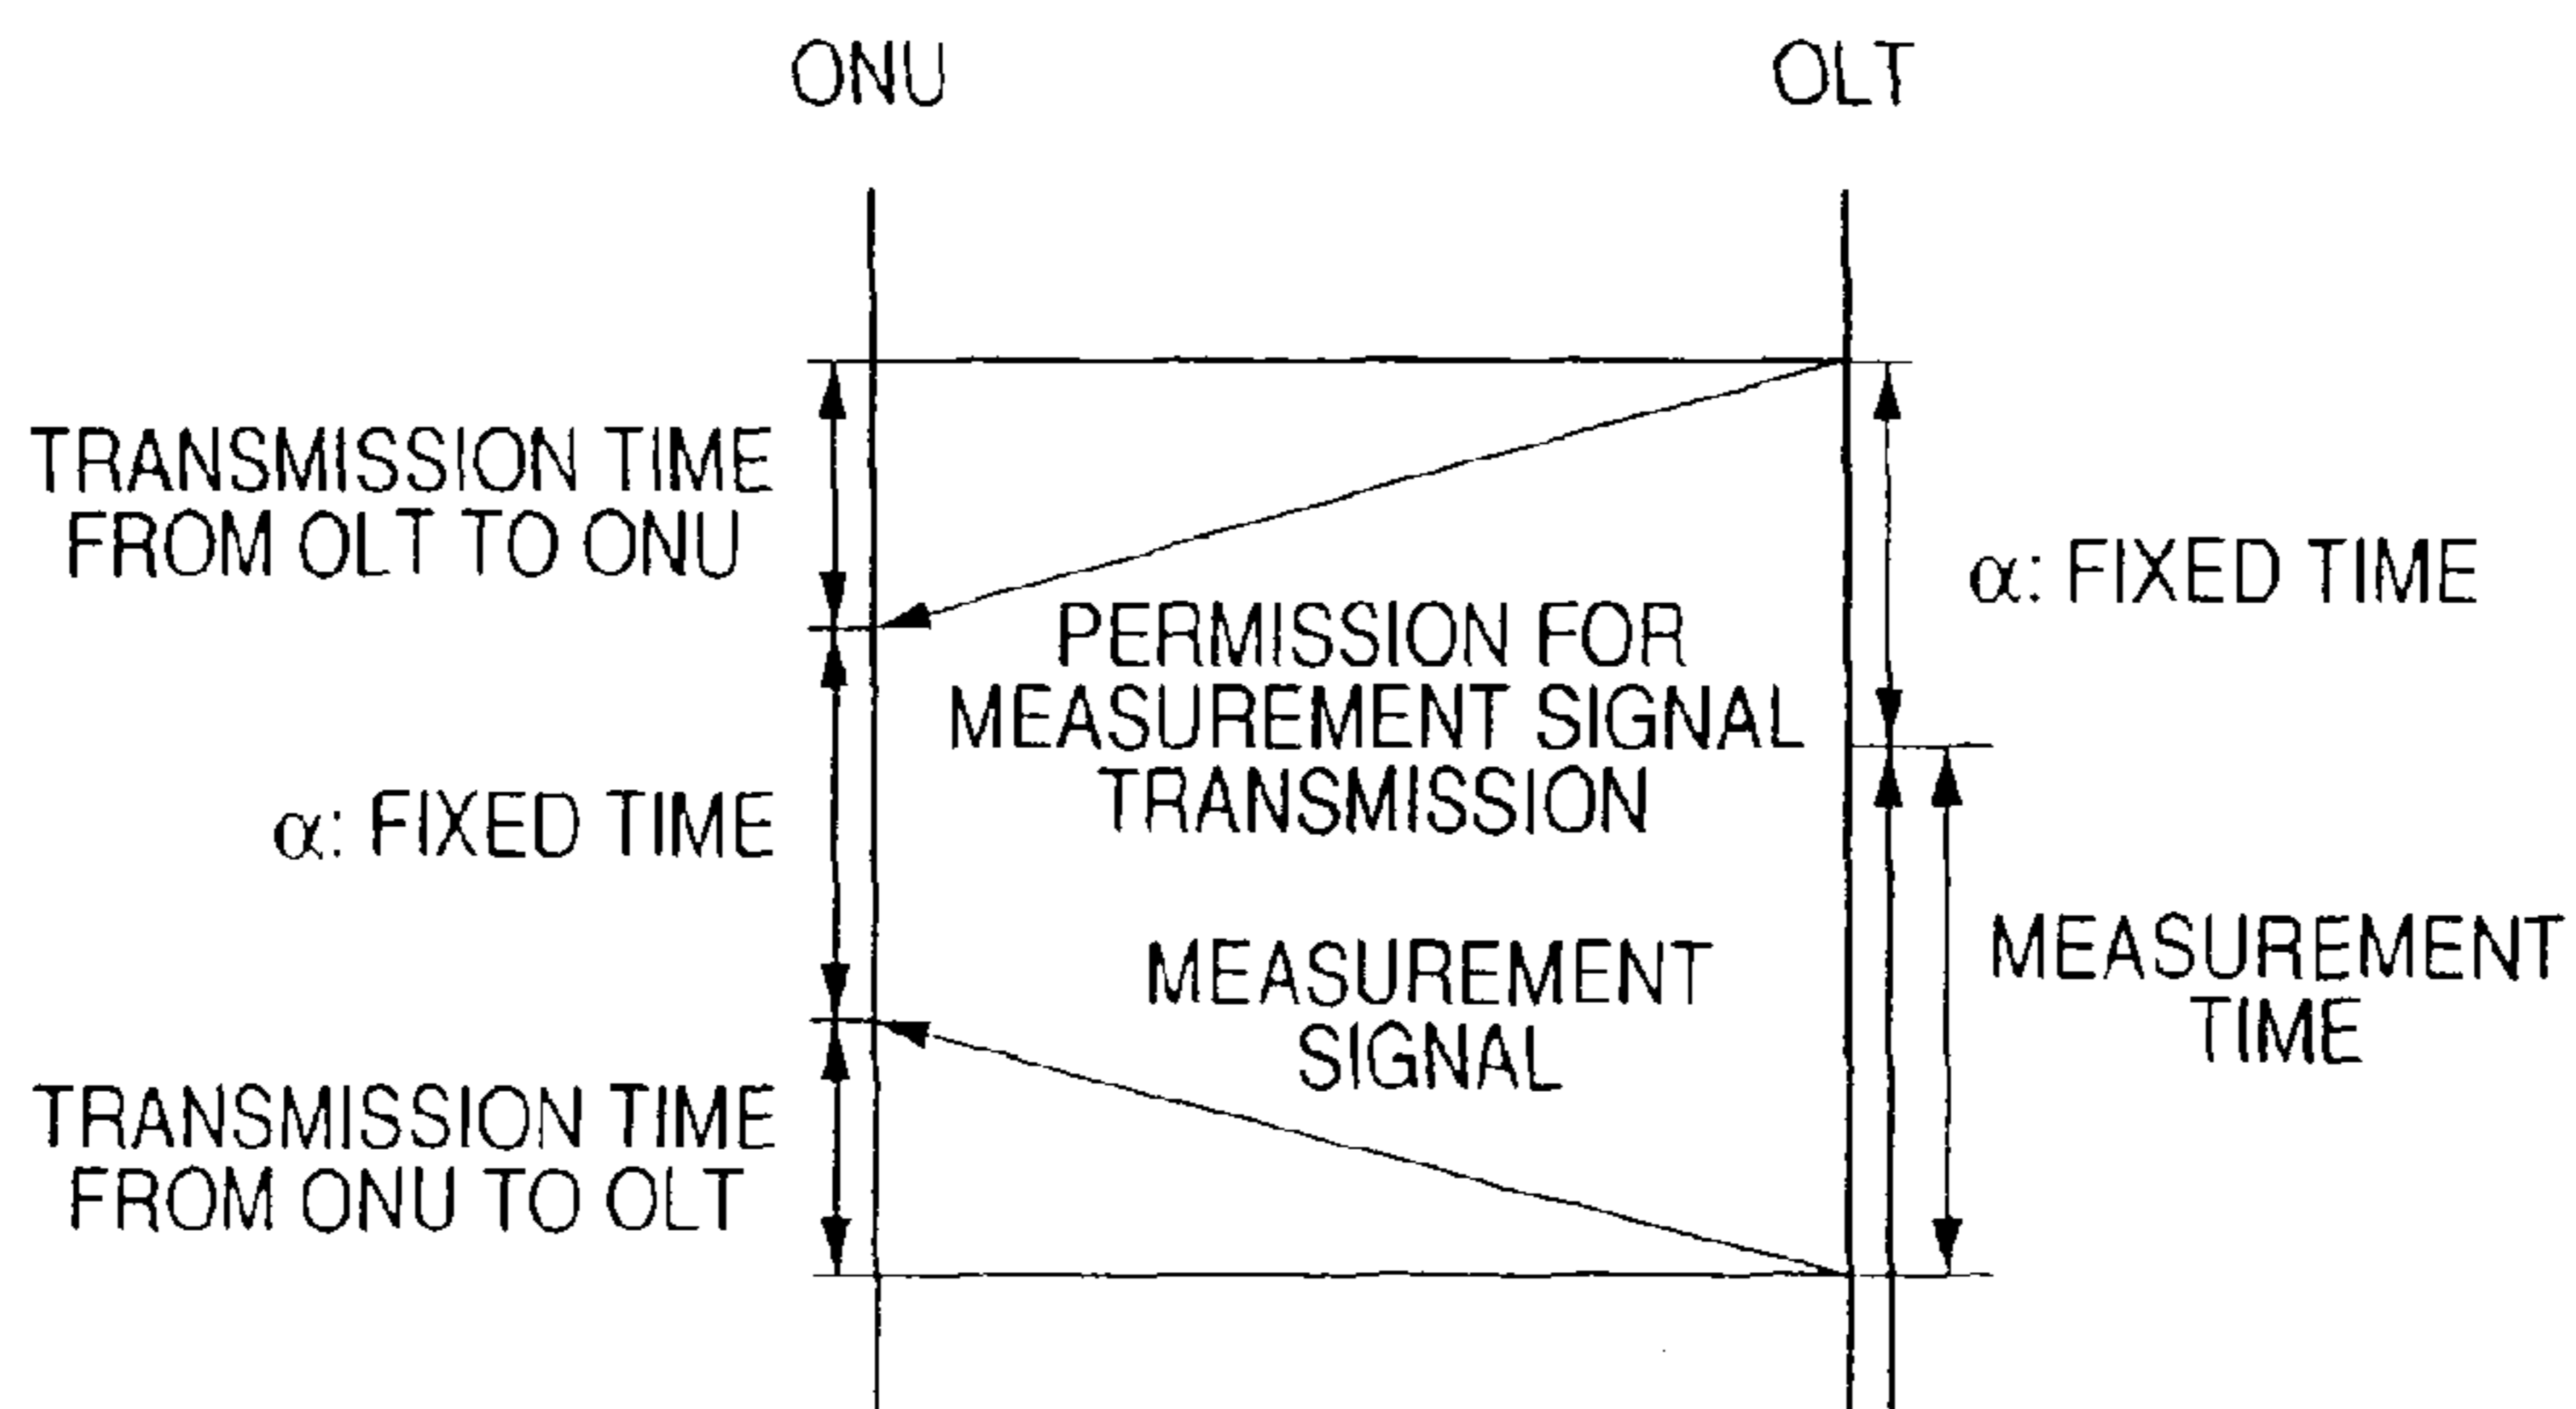 ONU
OLT
TRANSMISSION TIME
FROM OLT TO ONU
α: FIXED TIME
PERMISSION FOR
MEASUREMENT SIGNAL
TRANSMISSION
α: FIXED TIME
MEASUREMENT
SIGNAL
MEASUREMENT
TIME
TRANSMISSION TIME
FROM ONU TO OLT